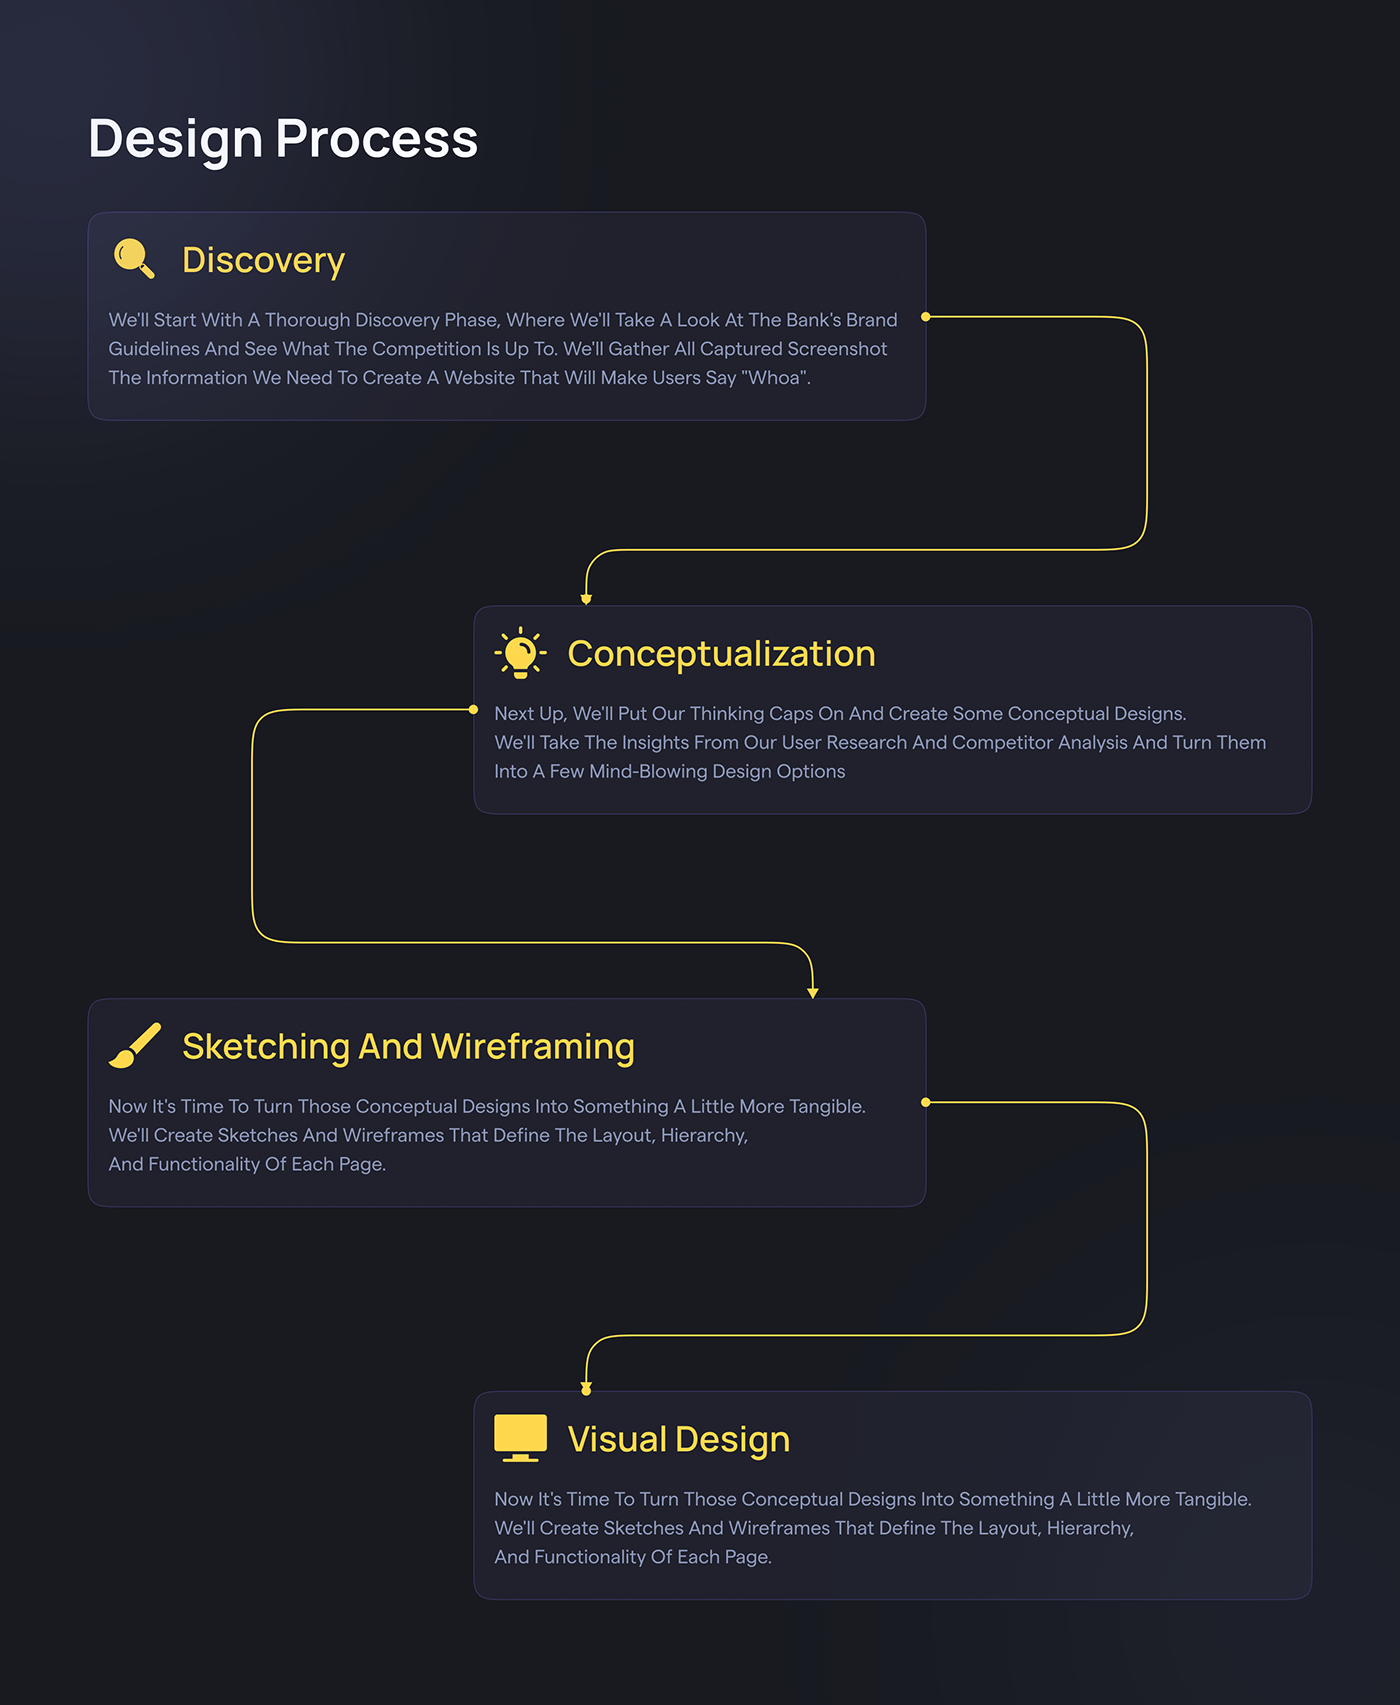 Design Process
Discovery
We'll Start With A Thorough Discovery Phase, Where We'll Take A Look At The Bank's Brand
Guidelines And See What The Competition Is Up To. We'll Gather All Captured Screenshot
The Information We Need To Create A Website That Will Make Users Say "Whoa".
Conceptualization
Next Up, We'll Put Our Thinking Caps On And Create Some Conceptual Designs.
We'll Take The Insights From Our User Research And Competitor Analysis And Turn Them
Into A Few Mind-Blowing Design Options
Sketching And Wireframing
Now It's Time To Turn Those Conceptual Designs Into Something A Little More Tangible.
We'll Create Sketches And Wireframes That Define The Layout, Hierarchy,
And Functionality Of Each Page.
Visual Design
Now It's Time To Turn Those Conceptual Designs Into Something A Little More Tangible.
We'll Create Sketches And Wireframes That Define The Layout, Hierarchy,
And Functionality Of Each Page.